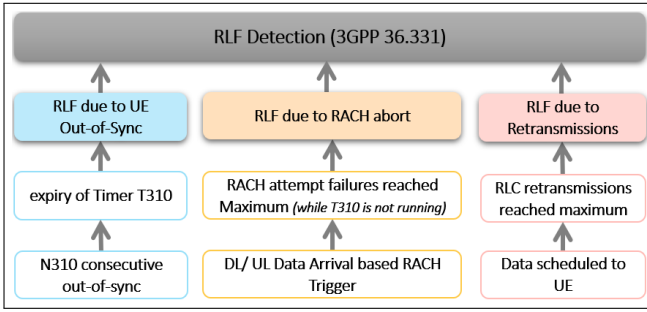 RLF Detection (3GPP 36.331)
RLF due to UE
Out-of-Sync
RLF due to RACH abort
RLF due to
Retransmissions
expiry of Timer T310
RACH attempt failures reached
Maximum (while T310 is not running)
RLC retransmissions
reached maximum
N310 consecutive
out-of-sync
DL/ UL Data Arrival based RACH
Trigger
Data scheduled to
UE